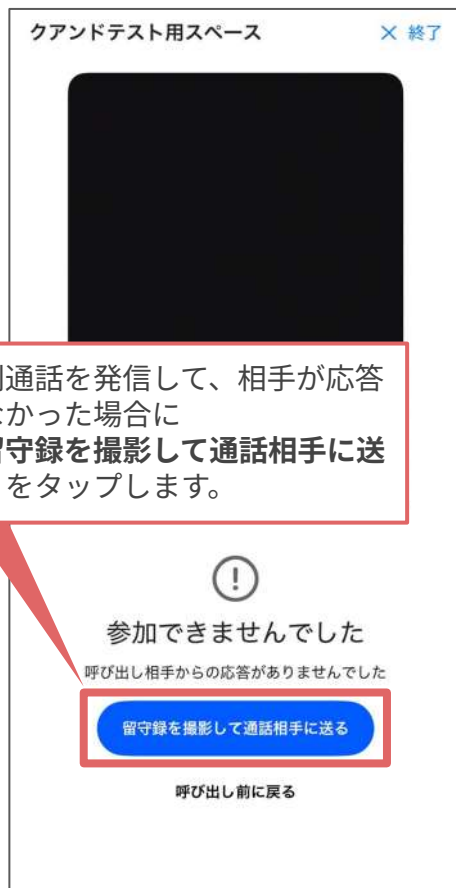 クアンドテスト用スペース
× 終了
通話を発信して、相手が応答
かった場合に
守録を撮影して通話相手に送
をタップします。
参加できませんでした
呼び出し相手からの応答がありませんでした
留守録を撮影して通話相手に送る
呼び出し前に戻る